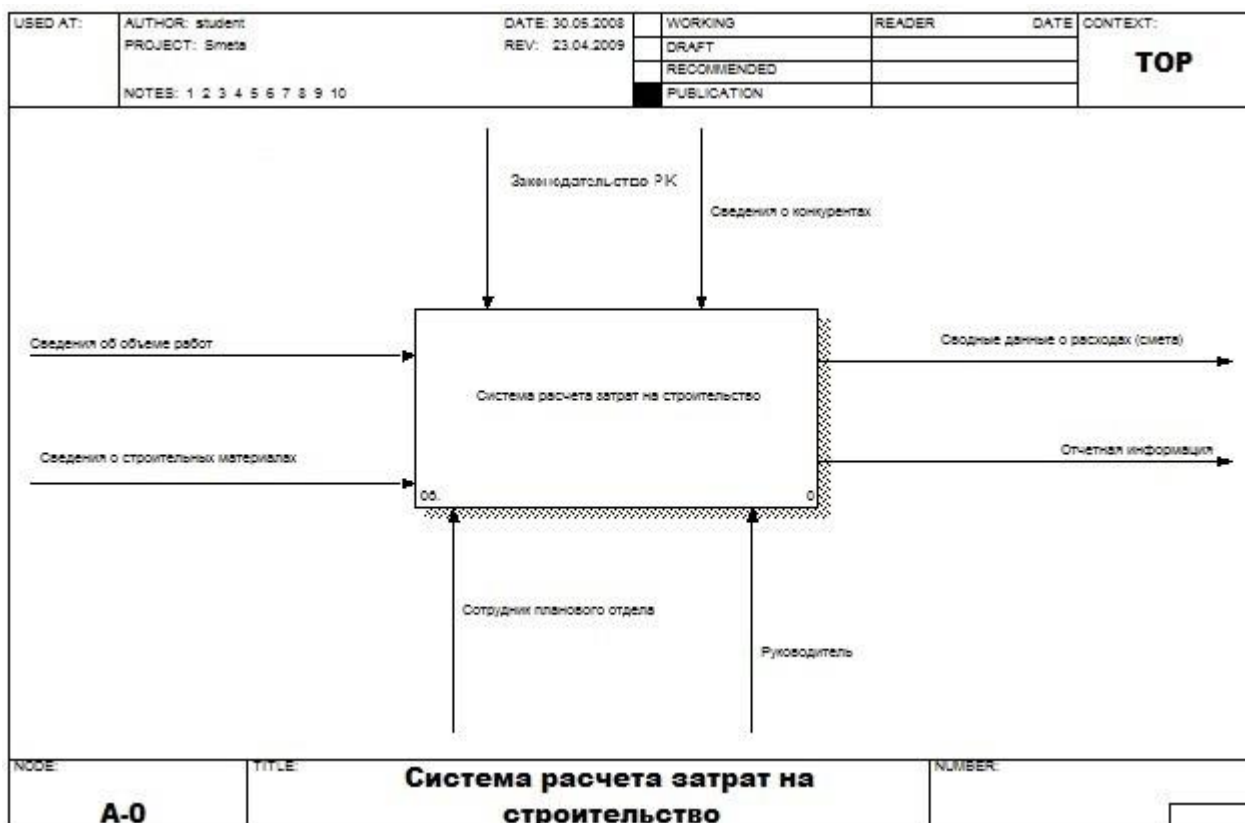 USED AT:
AUTHOR: student
DATE: 30.05.2008
WORKING
READER
DATE
CONTEXT:
PROJECT: Smeta
REV: 23.04.2009
DRAFT
TOP
RECOMMENDED
NOTES: 1 2 3 4 5 6 7 8 9 10
PUBLICATION
Законодательство РК
Сведения о конкурентах
Сведения об объеме работ
Сводные данные о расходах (смета)
Система расчета затрат на строительство
Сведения о строительных материалах
Отчетная информация
0р.
0
Сотрудник планового отдела
Руководитель
NODE:
TITLE:
Система расчета затрат на
NUMBER:
A-0
строительство